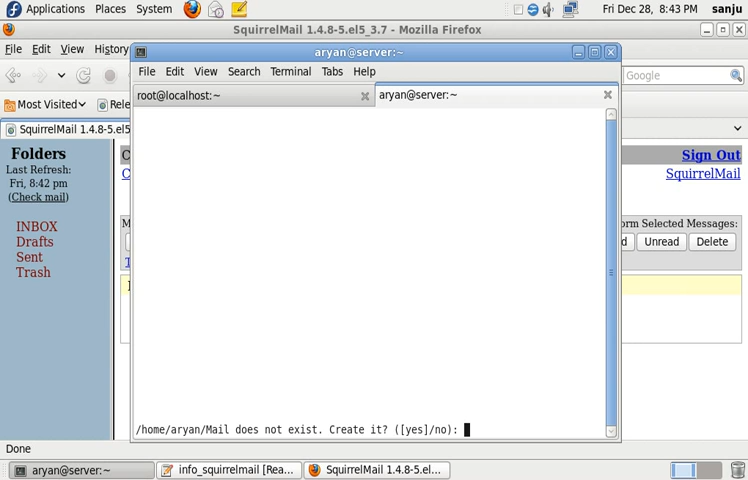 Applications Places System Fri Dec 28, 8:43 PM sanju
SquirrelMail 1.4.8-5.el5_3.7 - Mozilla Firefox
File Edit View History
aryan@server:~
File Edit View Search Terminal Tabs Help
Google
root@localhost:~ aryan@server:~
Most Visited Rele
SquirrelMail 1.4.8-5.el5
Folders
Last Refresh:
Fri, 8:42 pm
(Check mail)
INBOX
Drafts
Sent
Trash
C Sign Out
C SquirrelMail
M orm Selected Messages:
d Unread Delete
T
/home/aryan/Mail does not exist. Create it? ([yes]/no):
Done
aryan@server:~ info_squirrelmail [Rea... SquirrelMail 1.4.8-5.el...